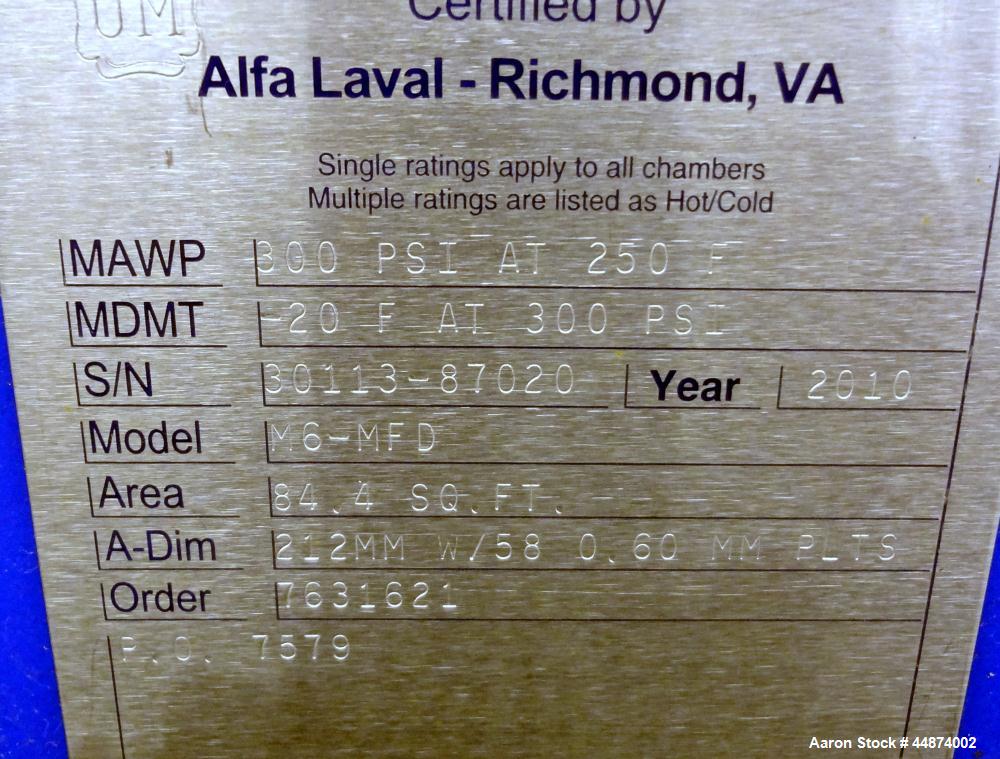 UM
Certified by
Alfa Laval - Richmond, VA
Single ratings apply to all chambers
Multiple ratings are listed as Hot/Cold
MAWP 300 PSI AT 250 F
MDMT -20 F AT 300 PSI
S/N 30113-87020 Year 2010
Model M6-MFD
Area 84.4 SQ.FT.
A-Dim 212MM W/58 0.60 MM PLTS
Order 7631621
P.O. 7579
Aaron Stock # 44874002